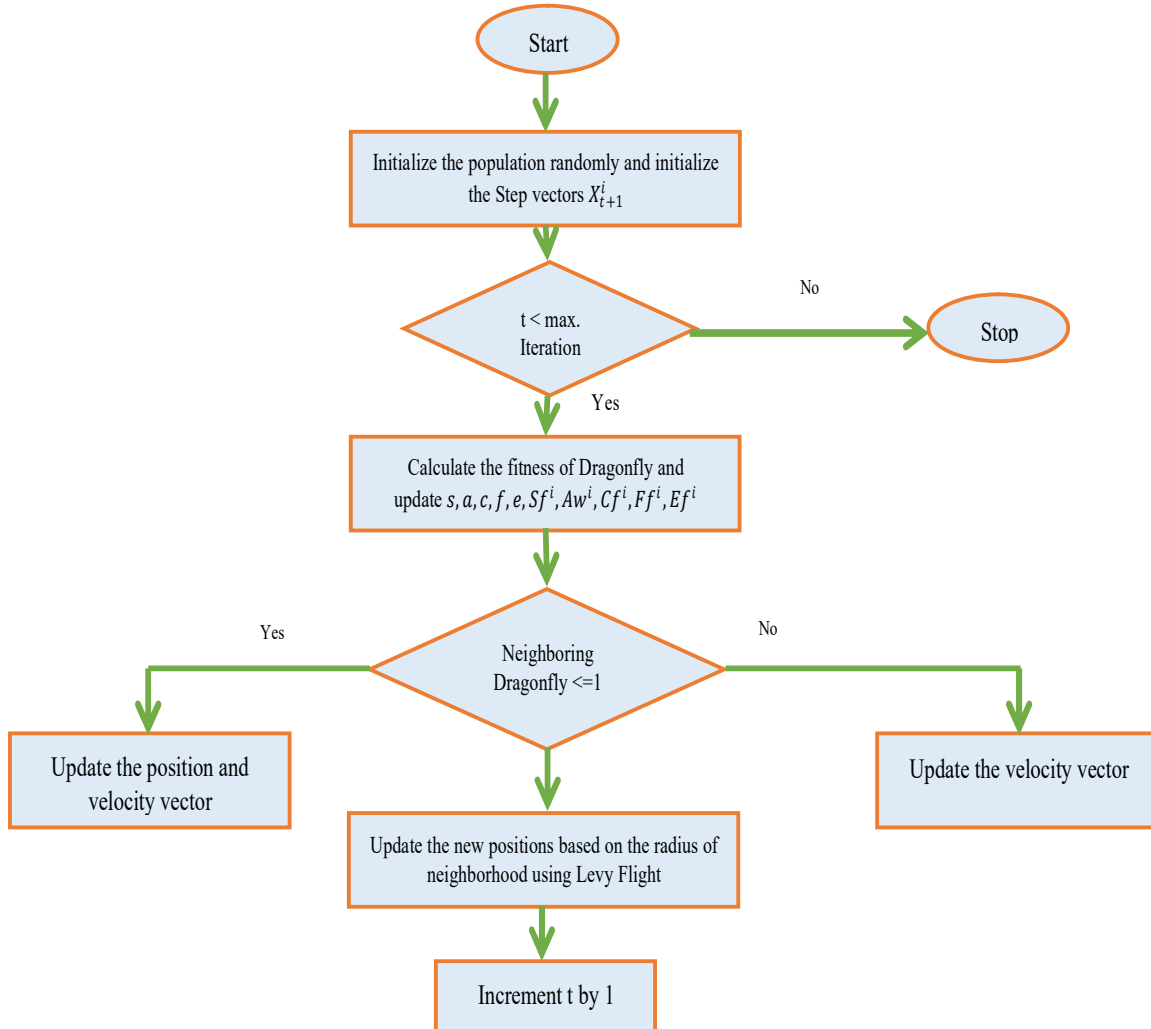 Start
Initialize the population randomly and initialize
the Step vectors $X_{t+1}^{i}$
No
t < max.
Iteration
Stop
Yes
Calculate the fitness of Dragonfly and
update $s, a, c, f, e, Sf^{i}, Aw^{i}, Cf^{i}, Ff^{i}, Ef^{i}$
Yes
No
Neighboring
Dragonfly <=1
Update the position and
velocity vector
Update the velocity vector
Update the new positions based on the radius of
neighborhood using Levy Flight
Increment t by 1